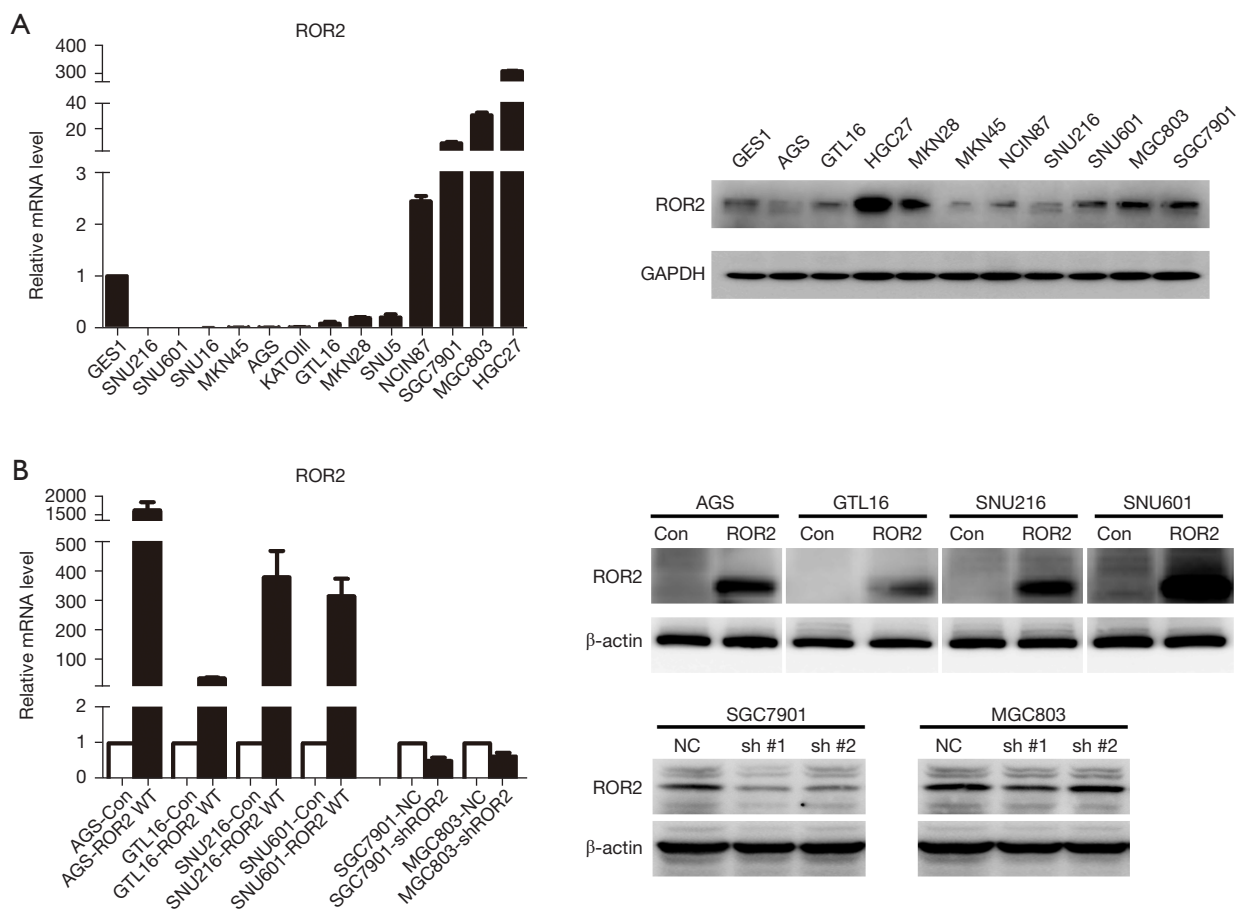 A
ROR2
Relative mRNA level
400
300
40
20
3
2
1
0
GES1
SNU216
SNU601
SNU16
MKN45
AGS
KATOIII
GTL16
MKN28
SNU5
NCIN87
SGC7901
MGC803
HGC27
GES1
AGS
GTL16
HGC27
MKN28
MKN45
NCIN87
SNU216
SNU601
MGC803
SGC7901
ROR2
GAPDH
B
ROR2
Relative mRNA level
2000
1500
500
400
300
200
100
2
1
0
AGS-Con
AGS-ROR2 WT
GTL16-Con
GTL16-ROR2 WT
SNU216-Con
SNU216-ROR2 WT
SNU601-Con
SNU601-ROR2 WT
SGC7901-NC
SGC7901-shROR2
MGC803-NC
MGC803-shROR2
AGS GTL16 SNU216 SNU601
Con ROR2 Con ROR2 Con ROR2 Con ROR2
ROR2
β-actin
SGC7901 MGC803
NC sh #1 sh #2 NC sh #1 sh #2
ROR2
β-actin